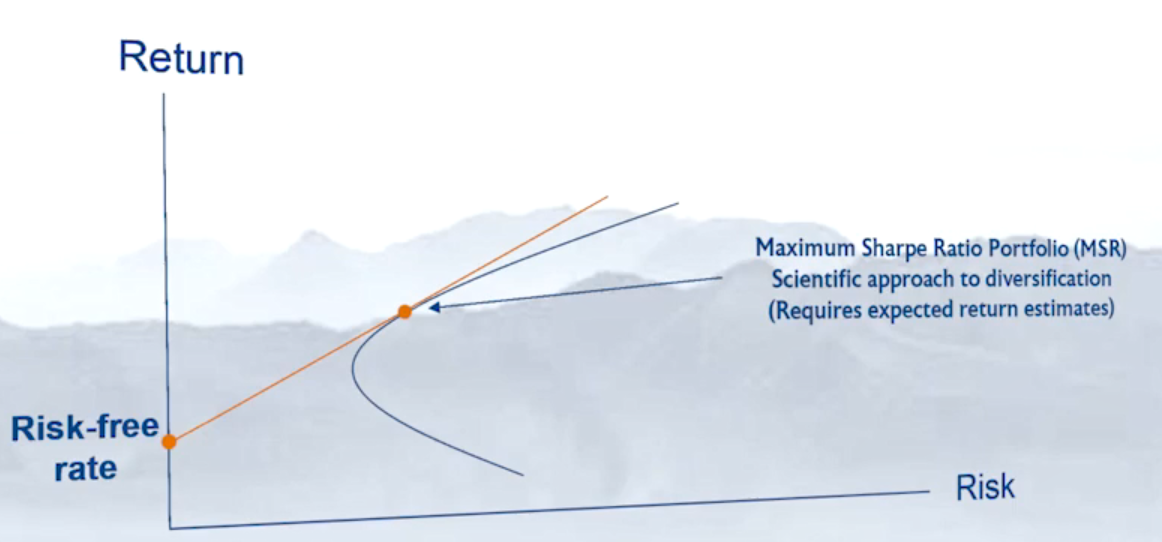 Return
Maximum Sharpe Ratio Portfolio (MSR)
Scientific approach to diversification
(Requires expected return estimates)
Risk-free
rate
Risk